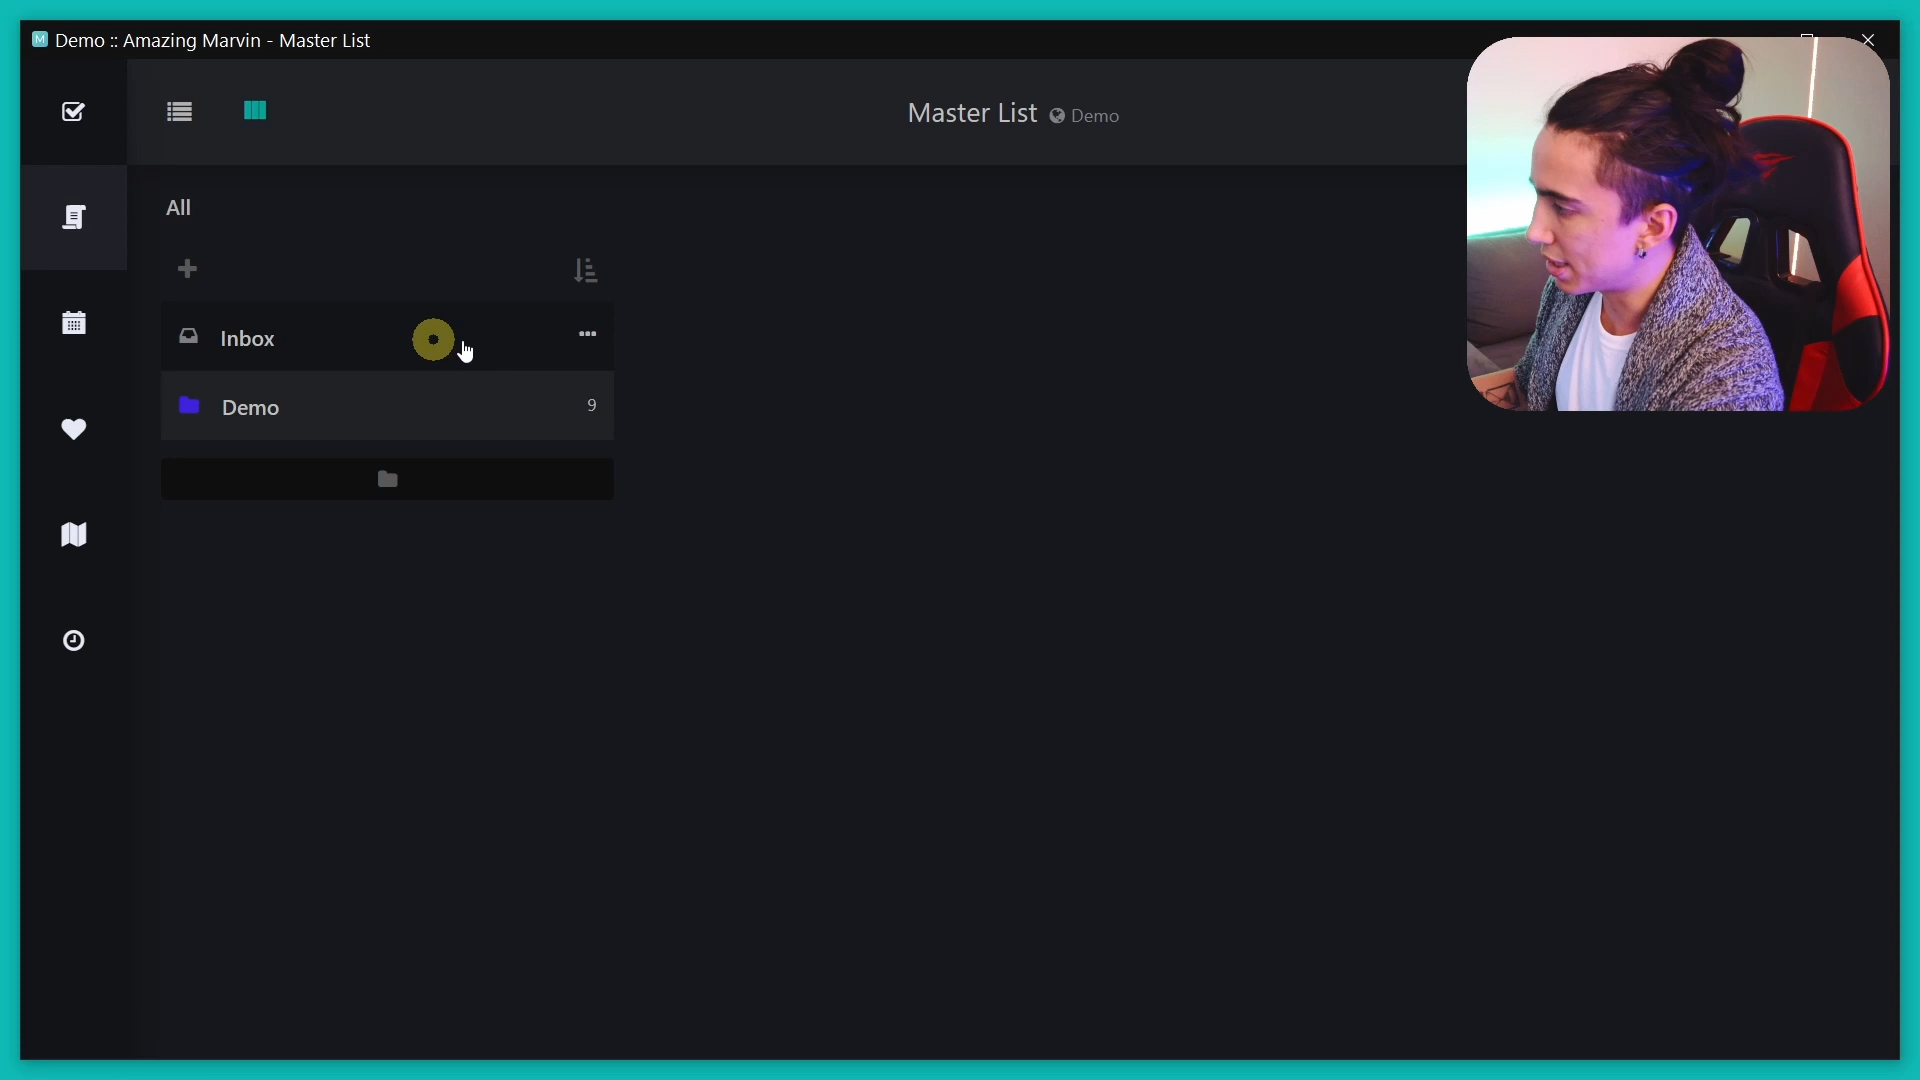 M Demo :: Amazing Marvin - Master List
Master List Demo
All
Inbox
Demo 9